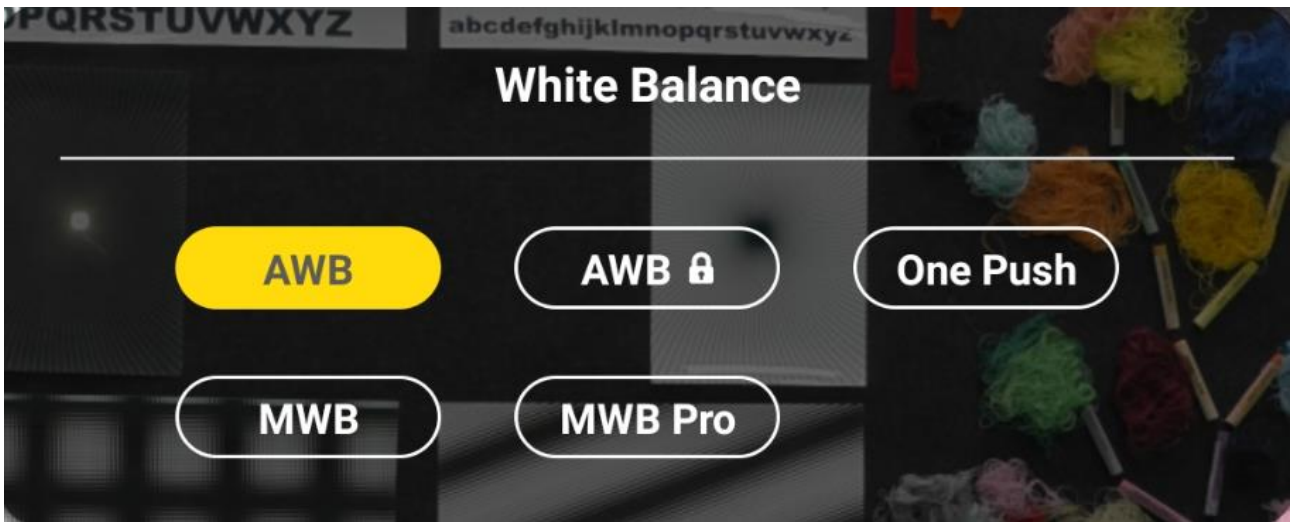 OPQRSTUVWXYZ
abcdefghijklmnopqrstuvwxyz
White Balance
AWB
AWB
One Push
MWB
MWB Pro